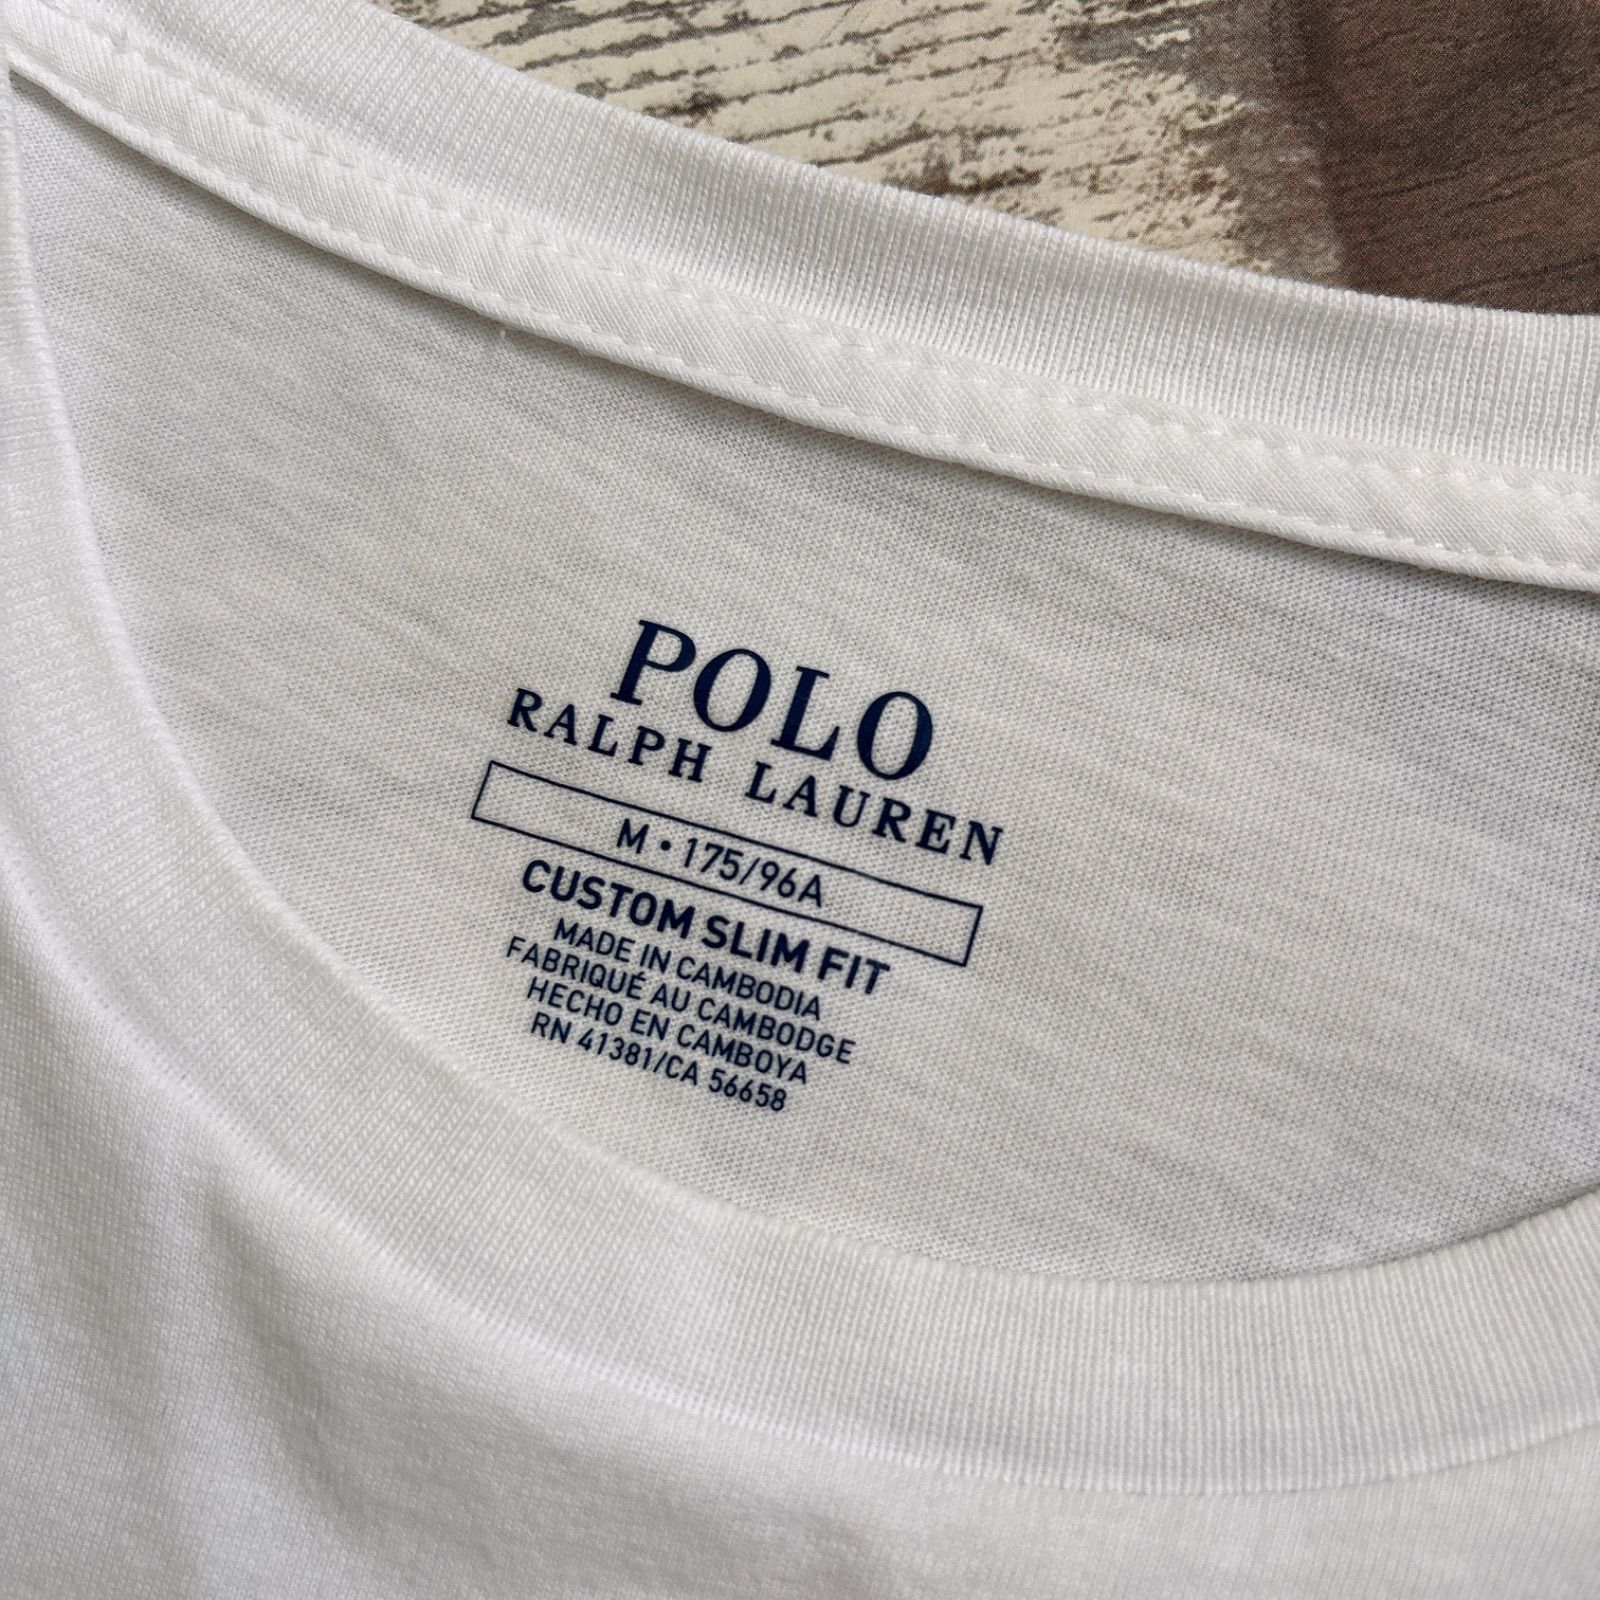 POLO
RALPH LAUREN
M • 175/96A
CUSTOM SLIM FIT
MADE IN CAMBODIA
FABRIQUÉ AU CAMBODGE
HECHO EN CAMBOYA
RN 41381/CA 56658